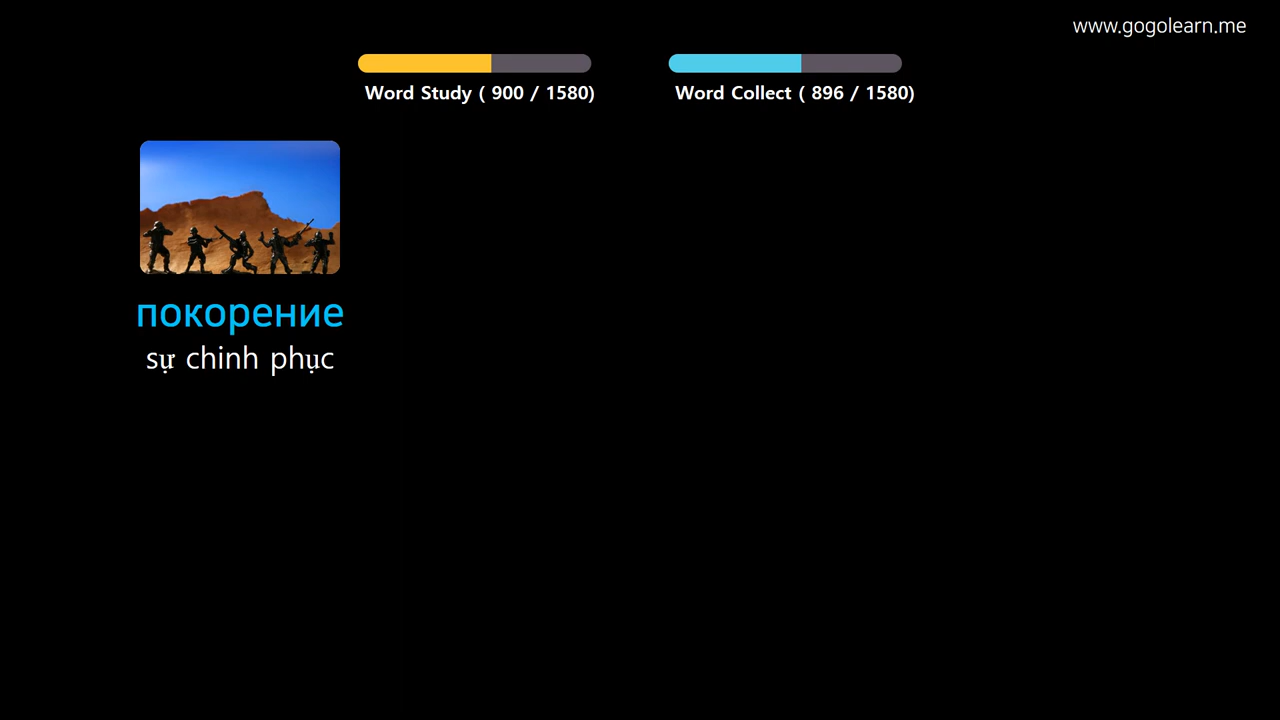 www.gogolearn.me
Word Study ( 900 / 1580)
Word Collect ( 896 / 1580)
покорение
sự chinh phục